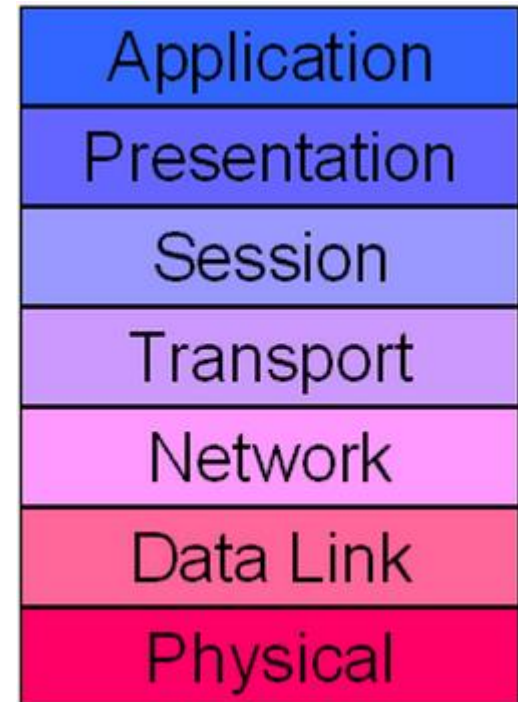 Application
Presentation
Session
Transport
Network
Data Link
Physical